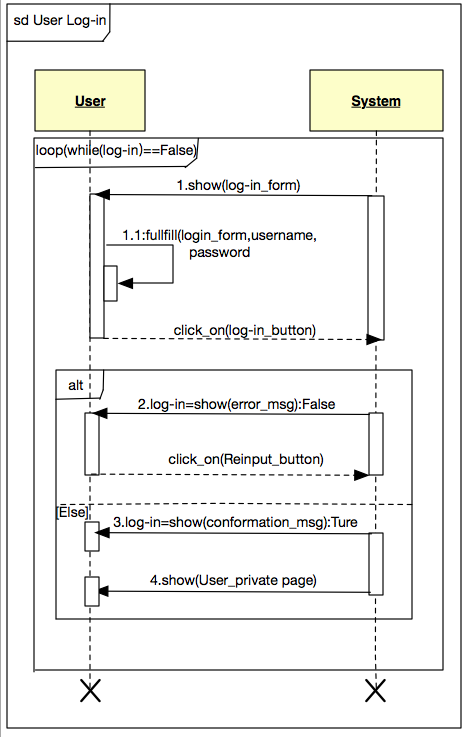 sd User Log-in
User
System
loop(while(log-in)==False)
1.show(log-in_form)
1.1:fullfill(login_form,username,
password
click_on(log-in_button)
alt
2.log-in=show(error_msg):False
click_on(Reinput_button)
[Else]
3.log-in=show(conformation_msg):Ture
4.show(User_private page)